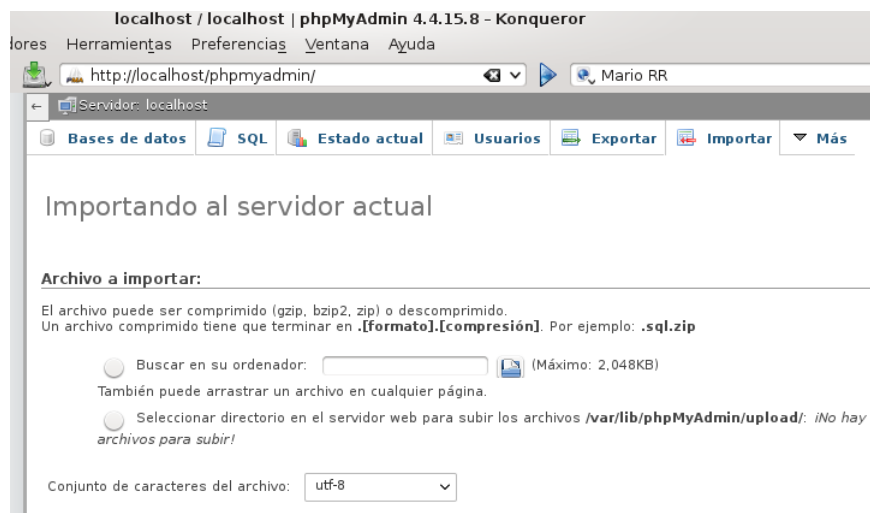 localhost / localhost | phpMyAdmin 4.4.15.8 – Konqueror
dores Herramientas Preferencias Ventana Ayuda
http://localhost/phpmyadmin/ Mario RR
Servidor: localhost
Bases de datos SQL Estado actual Usuarios Exportar Importar Más
Importando al servidor actual
Archivo a importar:
El archivo puede ser comprimido (gzip, bzip2, zip) o descomprimido.
Un archivo comprimido tiene que terminar en .[formato].[compresión]. Por ejemplo: .sql.zip
Buscar en su ordenador: (Máximo: 2,048KB)
También puede arrastrar un archivo en cualquier página.
Seleccionar directorio en el servidor web para subir los archivos /var/lib/phpMyAdmin/upload/: ¡No hay
archivos para subir!
Conjunto de caracteres del archivo: utf-8